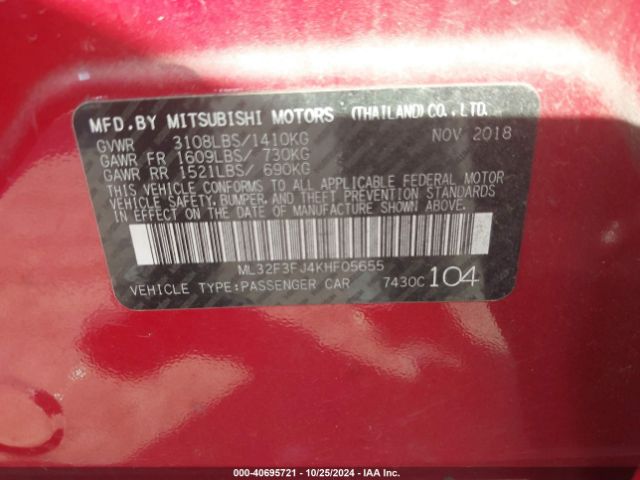 MFD.BY MITSUBISHI MOTORS (THAILAND)CO.,LTD.
GVWR 3108LBS/1410KG NOV 2018
GAWR FR 1609LBS/ 730KG
GAWR RR 1521LBS/ 690KG
THIS VEHICLE CONFORMS TO ALL APPLICABLE FEDERAL MOTOR
VEHICLE SAFETY, BUMPER, AND THEFT PREVENTION STANDARDS
IN EFFECT ON THE DATE OF MANUFACTURE SHOWN ABOVE.
ML32F3FJ4KHF05655
VEHICLE TYPE:PASSENGER CAR 7430C 104
000-40695721 - 10/25/2024 - IAA Inc.